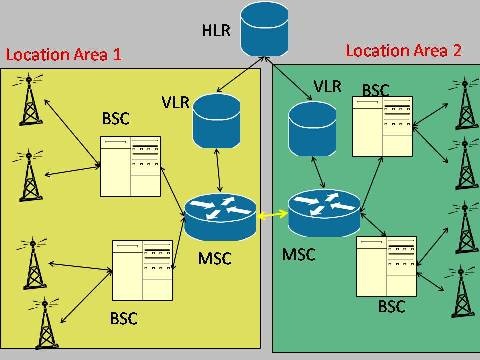 HLR
Location Area 1
Location Area 2
VLR
VLR
BSC
BSC
MSC
MSC
BSC
BSC